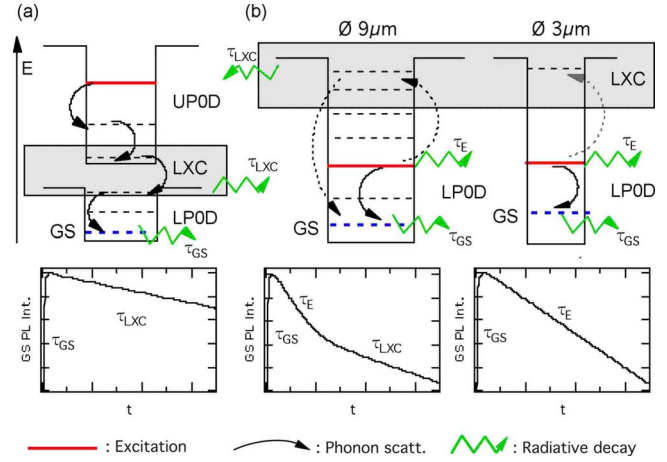 (a)
(b)
Ø 9µm
Ø 3µm
E
τLXC
UP0D
LXC
LXC
τLXC
τE
τE
LP0D
LP0D
LP0D
GS
GS
GS
τGS
τGS
τGS
GS PL Int.
τGS
τLXC
t
GS PL Int.
τE
τGS
τLXC
t
GS PL Int.
τE
τGS
t
: Excitation
: Phonon scatt.
: Radiative decay